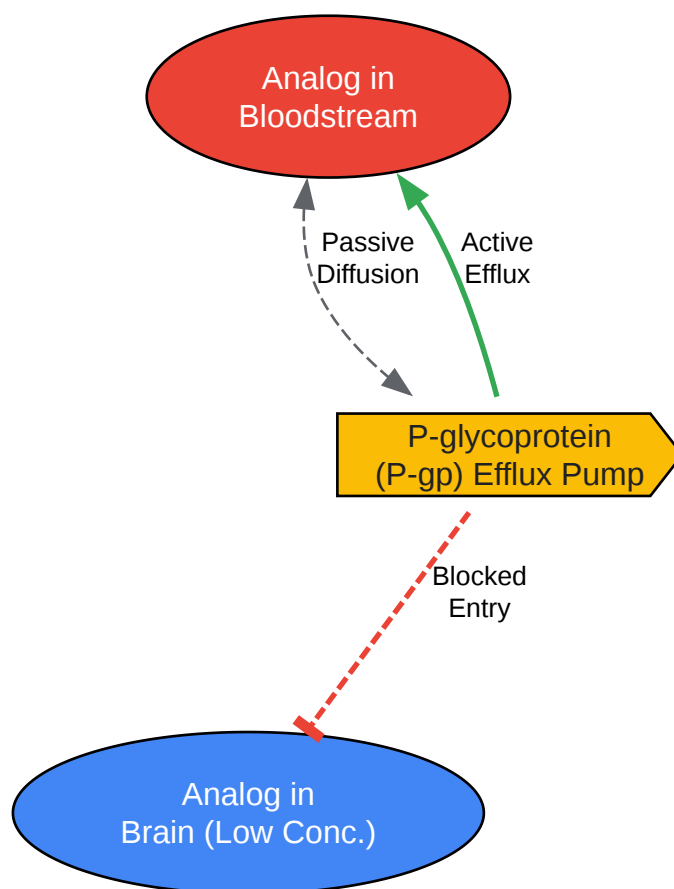 Analog in
Bloodstream
Passive
Diffusion
Active
Efflux
P-glycoprotein
(P-gp) Efflux Pump
Blocked
Entry
Analog in
Brain (Low Conc.)